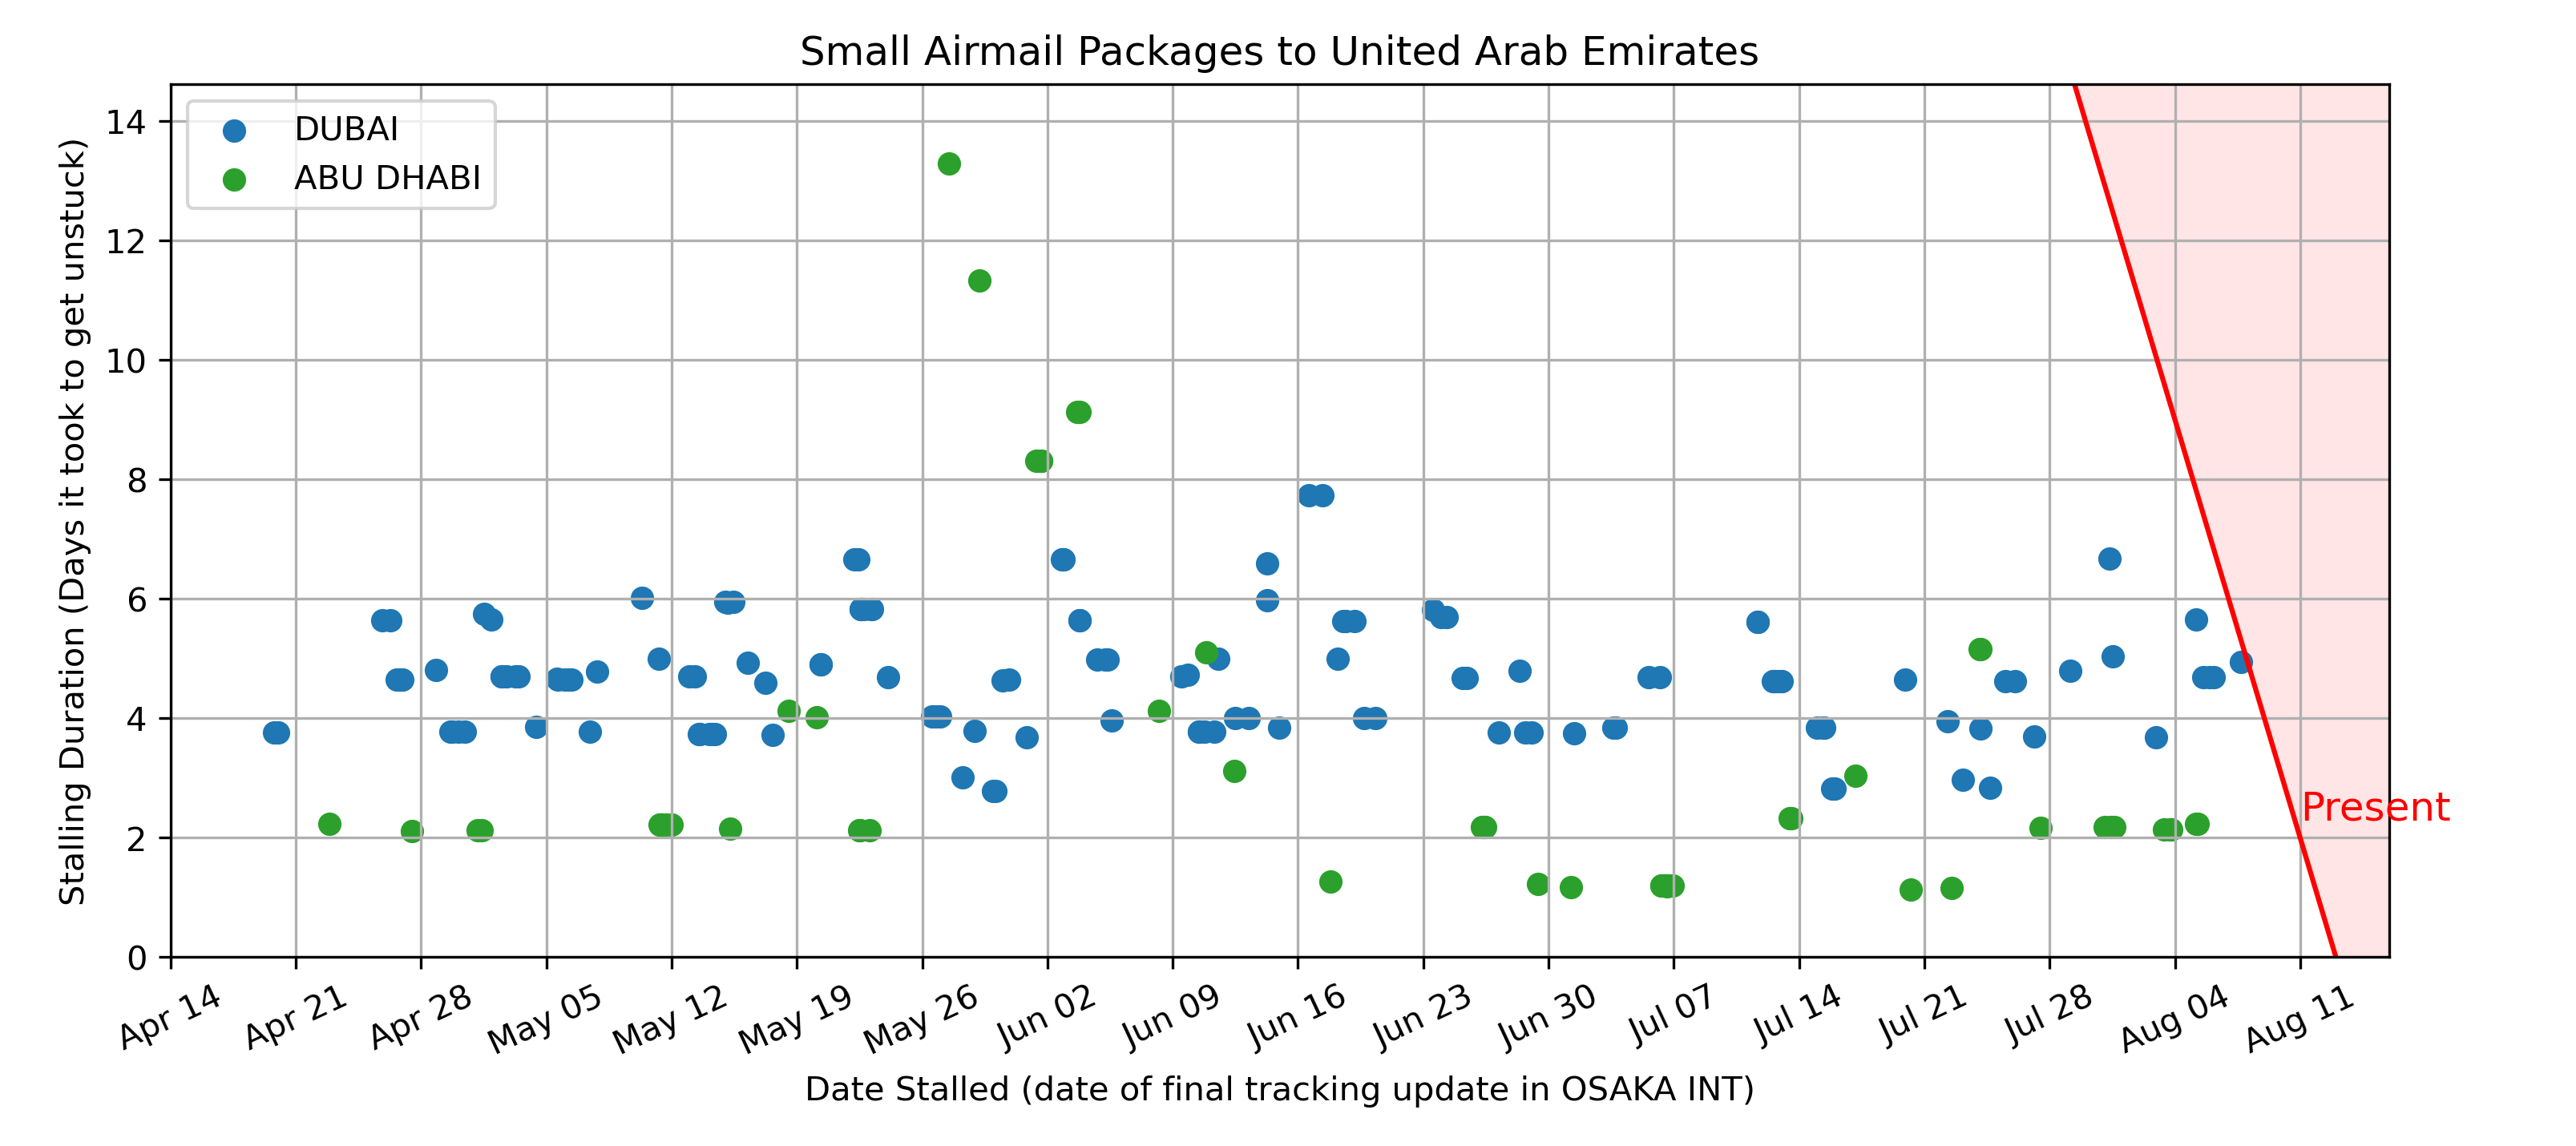 Small Airmail Packages to United Arab Emirates
DUBAI
ABU DHABI
Stalling Duration (Days it took to get unstuck)
14
12
10
8
6
4
2
0
Present
Apr 14
Apr 21
Apr 28
May 05
May 12
May 19
May 26
Jun 02
Jun 09
Jun 16
Jun 23
Jun 30
Jul 07
Jul 14
Jul 21
Jul 28
Aug 04
Aug 11
Date Stalled (date of final tracking update in OSAKA INT)